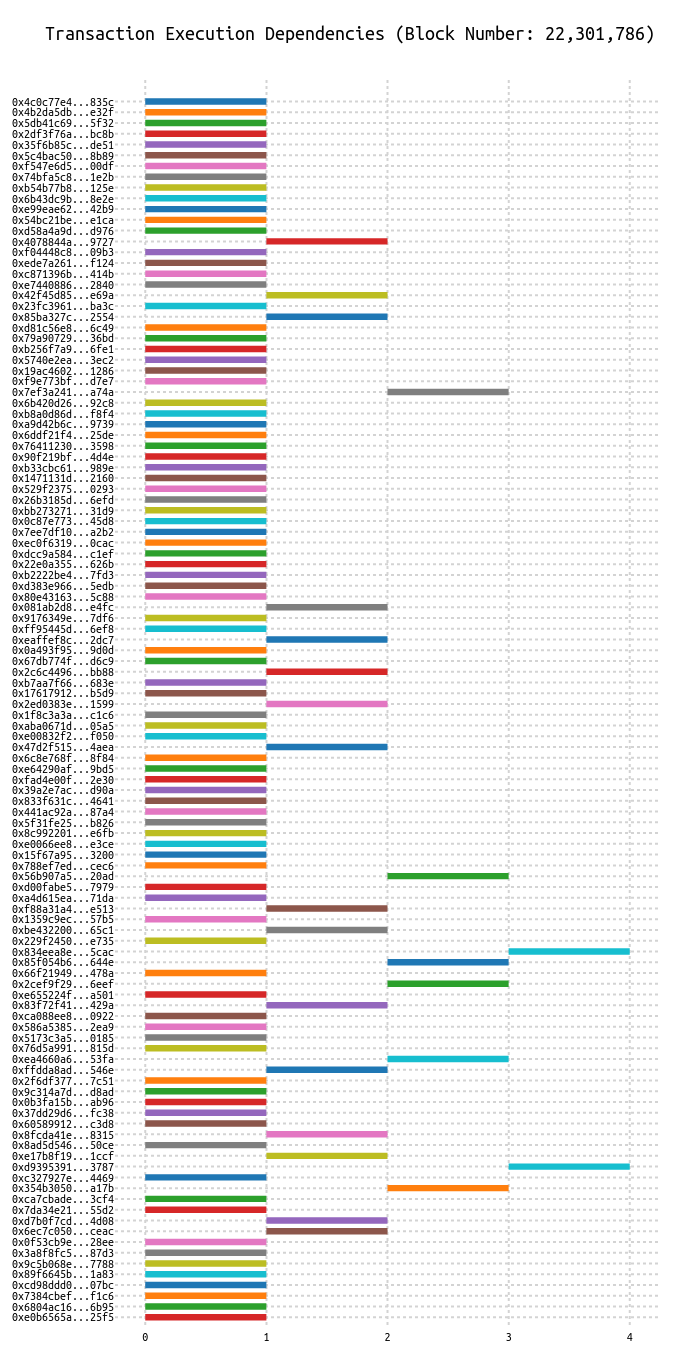 Transaction Execution Dependencies (Block Number: 22,301,786)
0x4c0c77e4...835c
0x4b2da5db...e32f
0x5db41c69...5f32
0x2df3f76a...bc8b
0x35f6b85c...de51
0x5c4bac50...8b89
0xf547e6d5...00df
0x74bfa5c8...1e2b
0xb54b77b8...125e
0x6b43dc9b...8e2e
0xe99eae62...42b9
0x54bc21be...e1ca
0xd58a4a9d...d976
0x4078844a...9727
0xf04448c8...09b3
0xede7a261...f124
0xc871396b...414b
0xe7440886...2840
0x42f45d85...e69a
0x23fc3961...ba3c
0x85ba327c...2554
0xd81c56e8...6c49
0x79a90729...36bd
0xb256f7a9...6fe1
0x5740e2ea...3ec2
0x19ac4602...1286
0xf9e773bf...d7e7
0x7ef3a241...a74a
0x6b420d26...92c8
0xb8a0d86d...f8f4
0xa9d42b6c...9739
0x6ddf21f4...25de
0x76411230...3598
0x90f219bf...4d4e
0xb33cbc61...989e
0x1471131d...2160
0x529f2375...0293
0x26b3185d...6efd
0xbb273271...31d9
0x0c87e773...45d8
0x7ee7df10...a2b2
0xec0f6319...0cac
0xdcc9a584...c1ef
0x22e0a355...626b
0xb2222be4...7fd3
0xd383e966...5edb
0x80e43163...5c88
0x081ab2d8...e4fc
0x9176349e...7df6
0xff95445d...6ef8
0xeaffef8c...2dc7
0x0a493f95...9d0d
0x67db774f...d6c9
0x2c6c4496...bb88
0xb7aa7f66...683e
0x17617912...b5d9
0x2ed0383e...1599
0x1f8c3a3a...c1c6
0xaba0671d...05a5
0xe00832f2...f050
0x47d2f515...4aea
0x6c8e768f...8f84
0xe64290af...9bd5
0xfad4e00f...2e30
0x39a2e7ac...d90a
0x833f631c...4641
0x441ac92a...87a4
0x5f31fe25...b826
0x8c992201...e6fb
0xe0066ee8...e3ce
0x15f67a95...3200
0x788ef7ed...cec6
0x56b907a5...20ad
0xd00fabe5...7979
0xa4d615ea...71da
0xf88a31a4...e513
0x1359c9ec...57b5
0xbe432200...65c1
0x229f2450...e735
0x834eea8e...5cac
0x85f054b6...644e
0x66f21949...478a
0x2cef9f29...6eef
0xe655224f...a501
0x83f72f41...429a
0xca088ee8...0922
0x586a5385...2ea9
0x5173c3a5...0185
0x76d5a991...815d
0xea4660a6...53fa
0xffdda8ad...546e
0x2f6df377...7c51
0x9c314a7d...d8ad
0x0b3fa15b...ab96
0x37dd29d6...fc38
0x60589912...c3d8
0x8fcda41e...8315
0x8ad5d546...50ce
0xe17b8f19...1ccf
0xd9395391...3787
0xc327927e...4469
0x354b3050...a17b
0xca7cbade...3cf4
0x7da34e21...55d2
0xd7b0f7cd...4d08
0x6ec7c050...ceac
0x0f53cb9e...28ee
0x3a8f8fc5...87d3
0x9c5b068e...7788
0x89f6645b...1a83
0xcd98ddd0...07bc
0x7384cbef...f1c6
0x6804ac16...6b95
0xe0b6565a...25f5
0 1 2 3 4